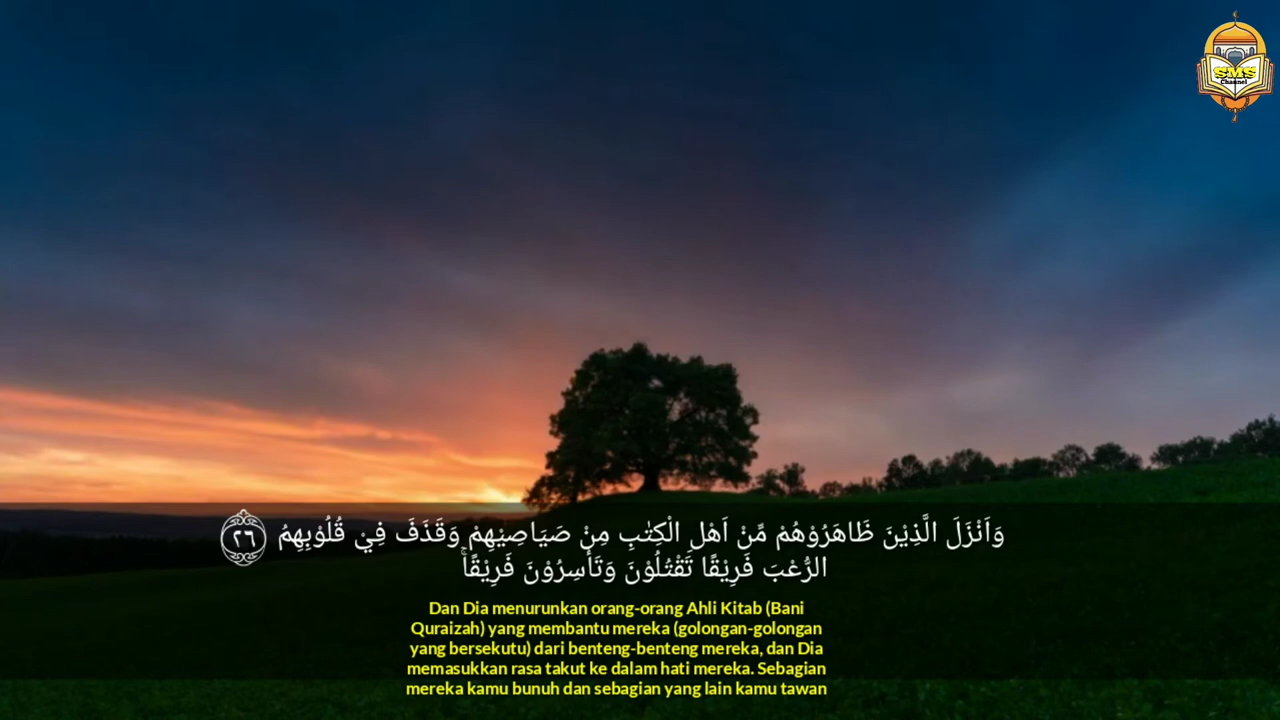 SMS
Channel
وَاَنْزَلَ الَّذِيْنَ ظَاهَرُوْهُمْ مِّنْ اَهْلِ الْكِتٰبِ مِنْ صَيَاصِيْهِمْ وَقَذَفَ فِيْ قُلُوْبِهِمُ ٢٦
الرُّعْبَ فَرِيْقًا تَقْتُلُوْنَ وَتَأْسِرُوْنَ فَرِيْقًاۚ
Dan Dia menurunkan orang-orang Ahli Kitab (Bani
Quraizah) yang membantu mereka (golongan-golongan
yang bersekutu) dari benteng-benteng mereka, dan Dia
memasukkan rasa takut ke dalam hati mereka. Sebagian
mereka kamu bunuh dan sebagian yang lain kamu tawan